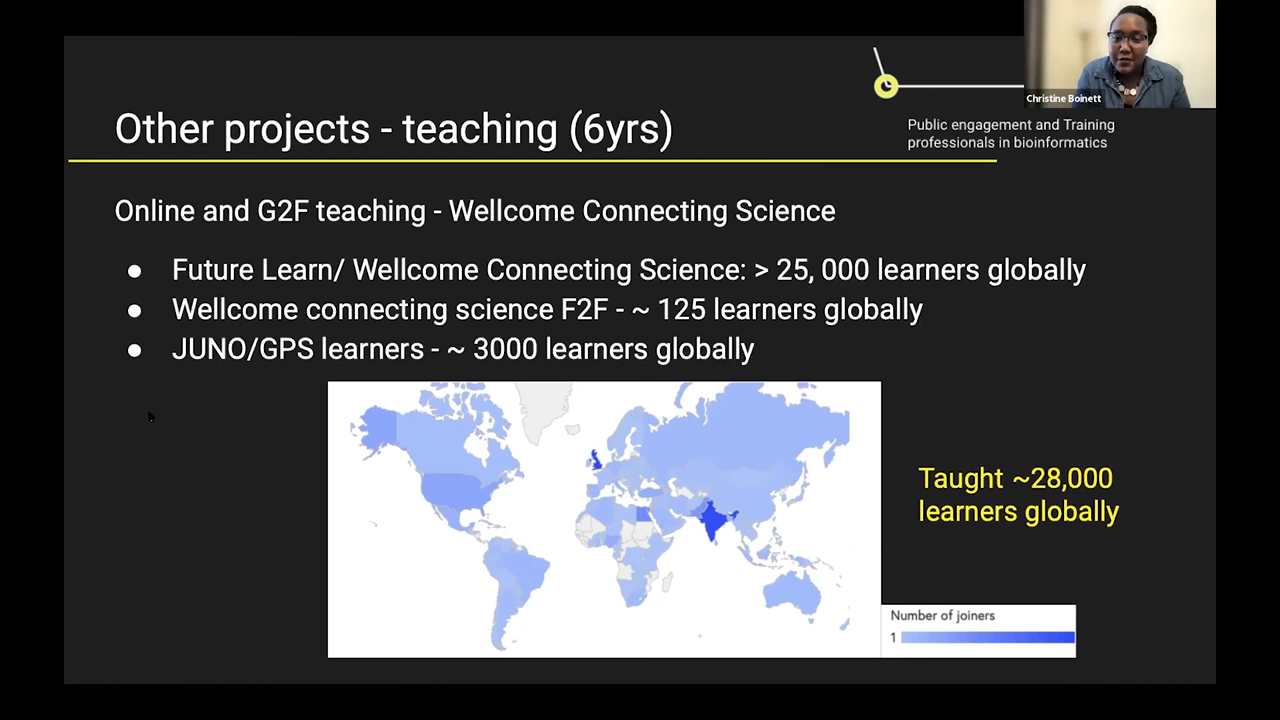 Christine Boinett
Other projects - teaching (6yrs)
Public engagement and Training
professionals in bioinformatics
Online and G2F teaching - Wellcome Connecting Science
● Future Learn/ Wellcome Connecting Science: > 25, 000 learners globally
● Wellcome connecting science F2F - ~ 125 learners globally
● JUNO/GPS learners - ~ 3000 learners globally
Taught ~28,000
learners globally
Number of joiners
1